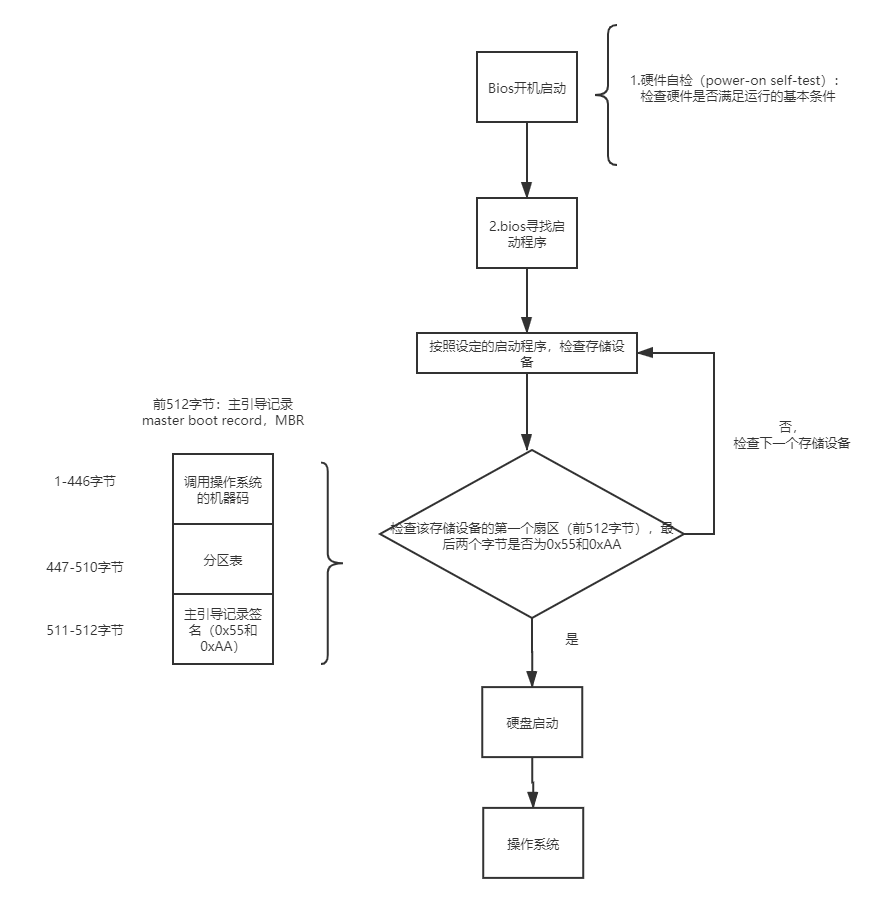 Bios开机启动
1.硬件自检（power-on self-test）：
检查硬件是否满足运行的基本条件
2.bios寻找启
动程序
按照设定的启动程序，检查存储设
备
否，
检查下一个存储设备
前512字节：主引导记录
master boot record，MBR
1-446字节
调用操作系统
的机器码
447-510字节
分区表
511-512字节
主引导记录签
名（0x55和
0xAA）
检查该存储设备的第一个扇区（前512字节），最
后两个字节是否为0x55和0xAA
是
硬盘启动
操作系统